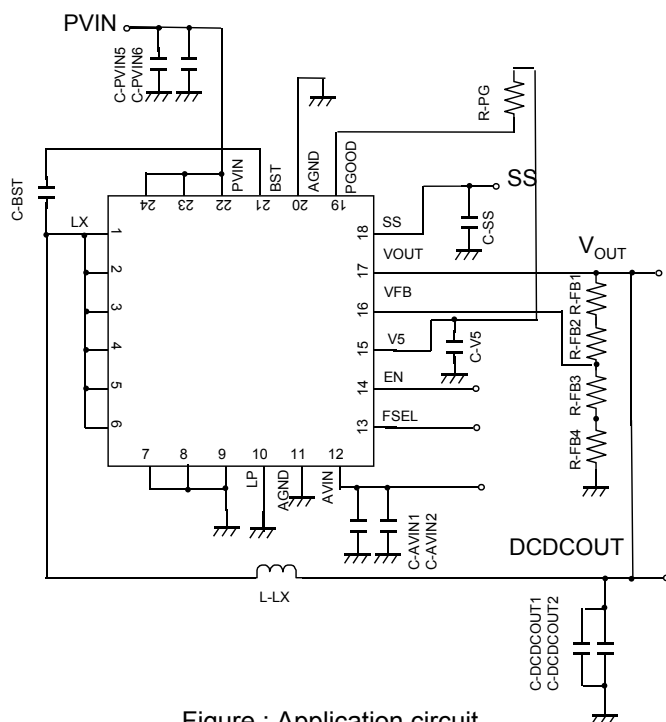 PVIN
C-PVIN5
C-PVIN6
R-PG
C-BST
PVIN
BST
AGND
PGOOD
24
23
22
21
20
19
LX
1
2
3
4
5
6
SS
18
SS
C-SS
VOUT
17
VOUT
VFB
16
R-FB1
R-FB2
R-FB3
R-FB4
V5
15
C-V5
EN
14
FSEL
13
7
8
9
10
11
12
LP
AGND
AVIN
C-AVIN1
C-AVIN2
DCDCOUT
L-LX
C-DCDCOUT1
C-DCDCOUT2
Figure : Application circuit